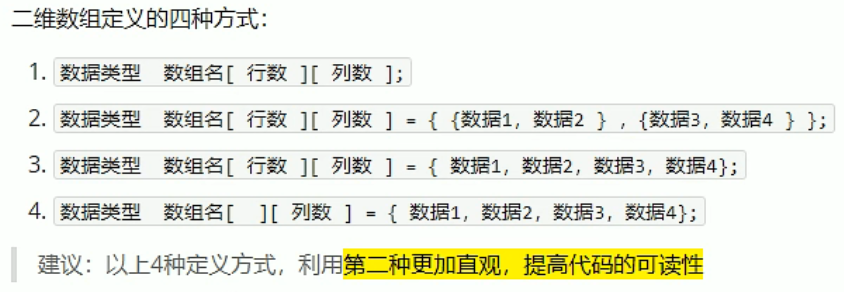 二维数组定义的四种方式：
1. 数据类型  数组名[ 行数 ][ 列数 ];
2. 数据类型  数组名[ 行数 ][ 列数 ] = { {数据1, 数据2 } , {数据3, 数据4 } };
3. 数据类型  数组名[ 行数 ][ 列数 ] = { 数据1, 数据2, 数据3, 数据4};
4. 数据类型  数组名[  ][ 列数 ] = { 数据1, 数据2, 数据3, 数据4};
建议：以上4种定义方式，利用第二种更加直观，提高代码的可读性